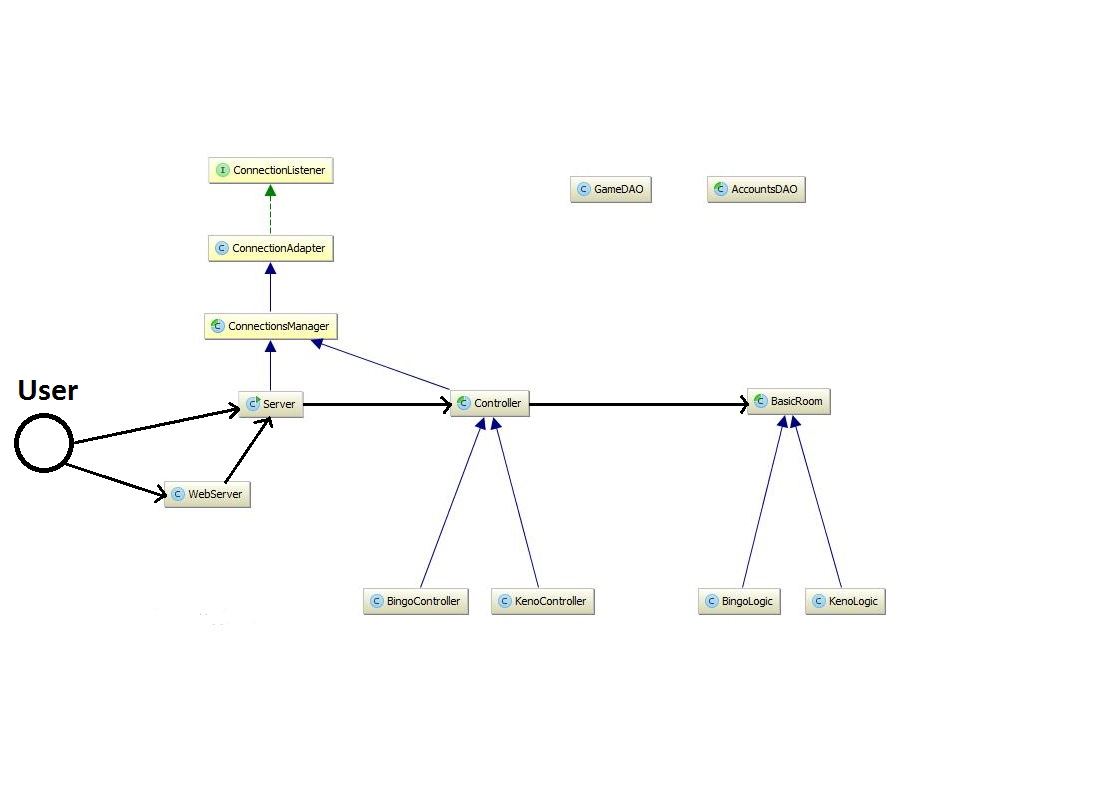 ConnectionListener
GameDAO
AccountsDAO
ConnectionAdapter
ConnectionsManager
User
Server
Controller
BasicRoom
WebServer
BingoController
KenoController
BingoLogic
KenoLogic